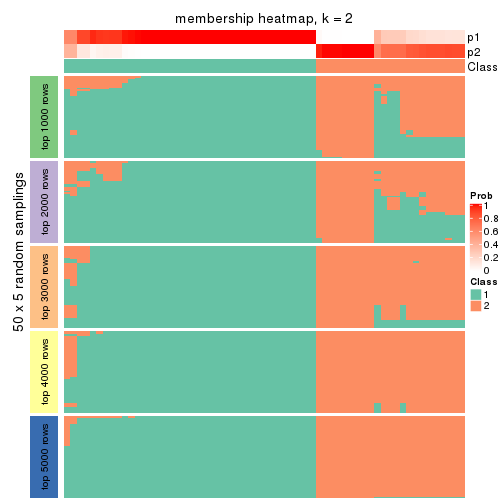 membership heatmap, k = 2
p1
p2
Class
50 x 5 random samplings
top 1000 rows
top 2000 rows
top 3000 rows
top 4000 rows
top 5000 rows
Prob
1
0.8
0.6
0.4
0.2
0
Class
1
2